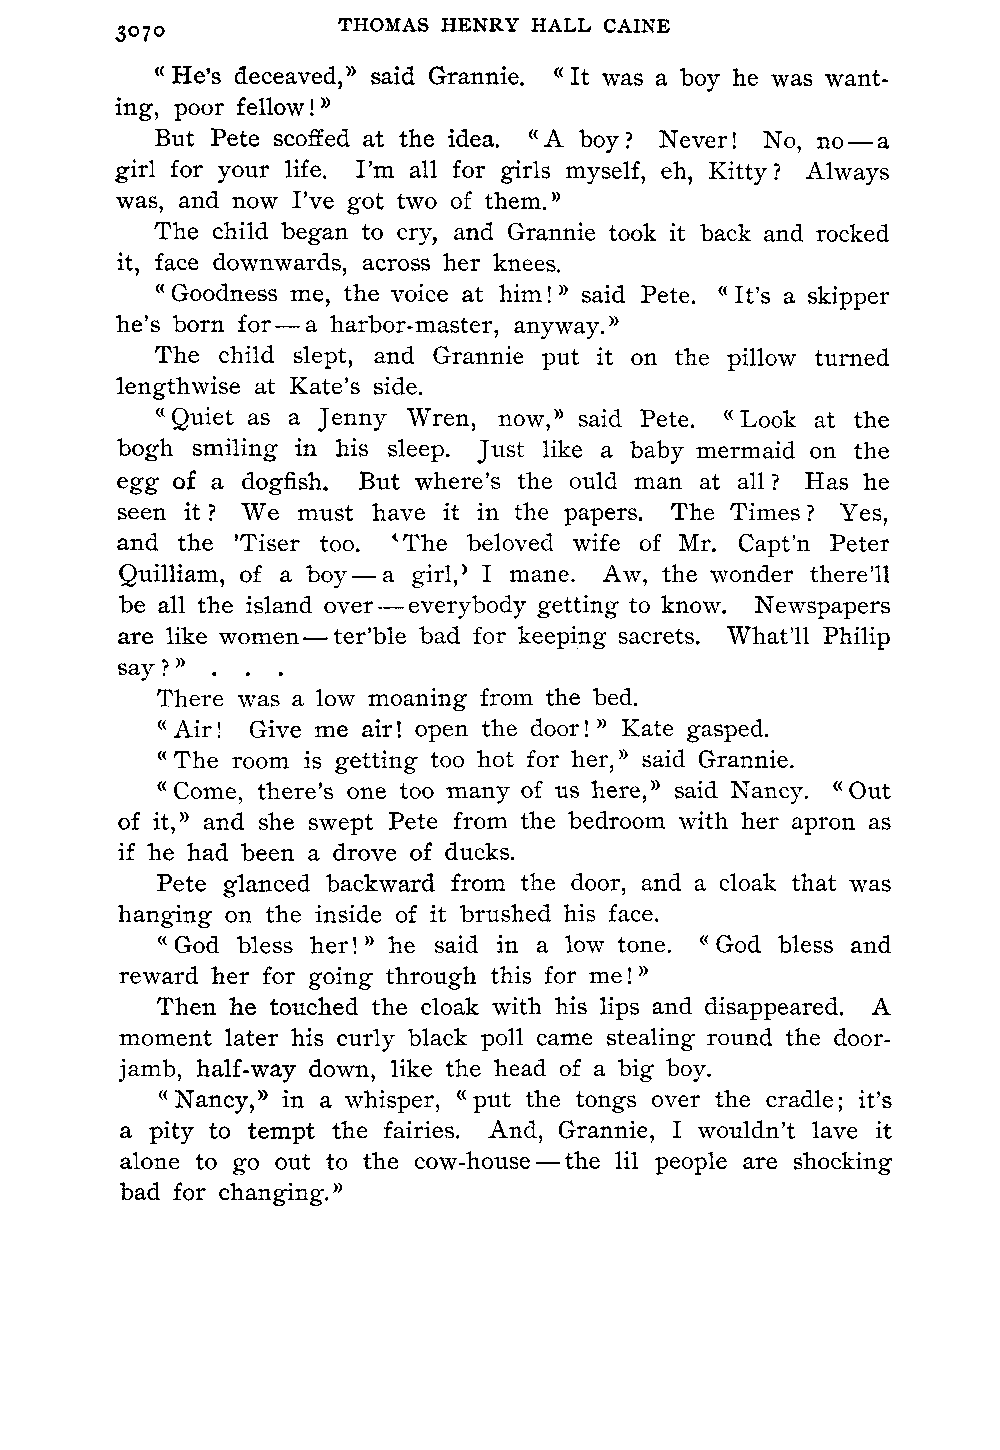 3070 THOMAS HENRY HALL CAINE
“He's deceaved,” said Grannie. “It was a boy he was want-
ing, poor fellow!”
But Pete scoffed at the idea. “A boy? Never! No, no—a
girl for your life. I'm all for girls myself, eh, Kitty? Always
was, and now I've got two of them.”
The child began to cry, and Grannie took it back and rocked
it, face downwards, across her knees.
“Goodness me, the voice at him!” said Pete. “It's a skipper
he's born for—a harbor-master, anyway.”
The child slept, and Grannie put it on the pillow turned
lengthwise at Kate's side.
“Quiet as a Jenny Wren, now,” said Pete. “Look at the
bogh smiling in his sleep. Just like a baby mermaid on the
egg of a dogfish. But where's the ould man at all? Has he
seen it? We must have it in the papers. The Times? Yes,
and the 'Tiser too. ‘The beloved wife of Mr. Capt'n Peter
Quilliam, of a boy—a girl,’ I mane. Aw, the wonder there'll
be all the island over—everybody getting to know. Newspapers
are like women—ter'ble bad for keeping sacrets. What'll Philip
say?” . . .
There was a low moaning from the bed.
“Air! Give me air! open the door!” Kate gasped.
“The room is getting too hot for her,” said Grannie.
“Come, there's one too many of us here,” said Nancy. “Out
of it,” and she swept Pete from the bedroom with her apron as
if he had been a drove of ducks.
Pete glanced backward from the door, and a cloak that was
hanging on the inside of it brushed his face.
“God bless her!” he said in a low tone. “God bless and
reward her for going through this for me!”
Then he touched the cloak with his lips and disappeared. A
moment later his curly black poll came stealing round the door-
jamb, half-way down, like the head of a big boy.
“Nancy,” in a whisper, “put the tongs over the cradle; it's
a pity to tempt the fairies. And, Grannie, I wouldn't lave it
alone to go out to the cow-house—the lil people are shocking
bad for changing.”